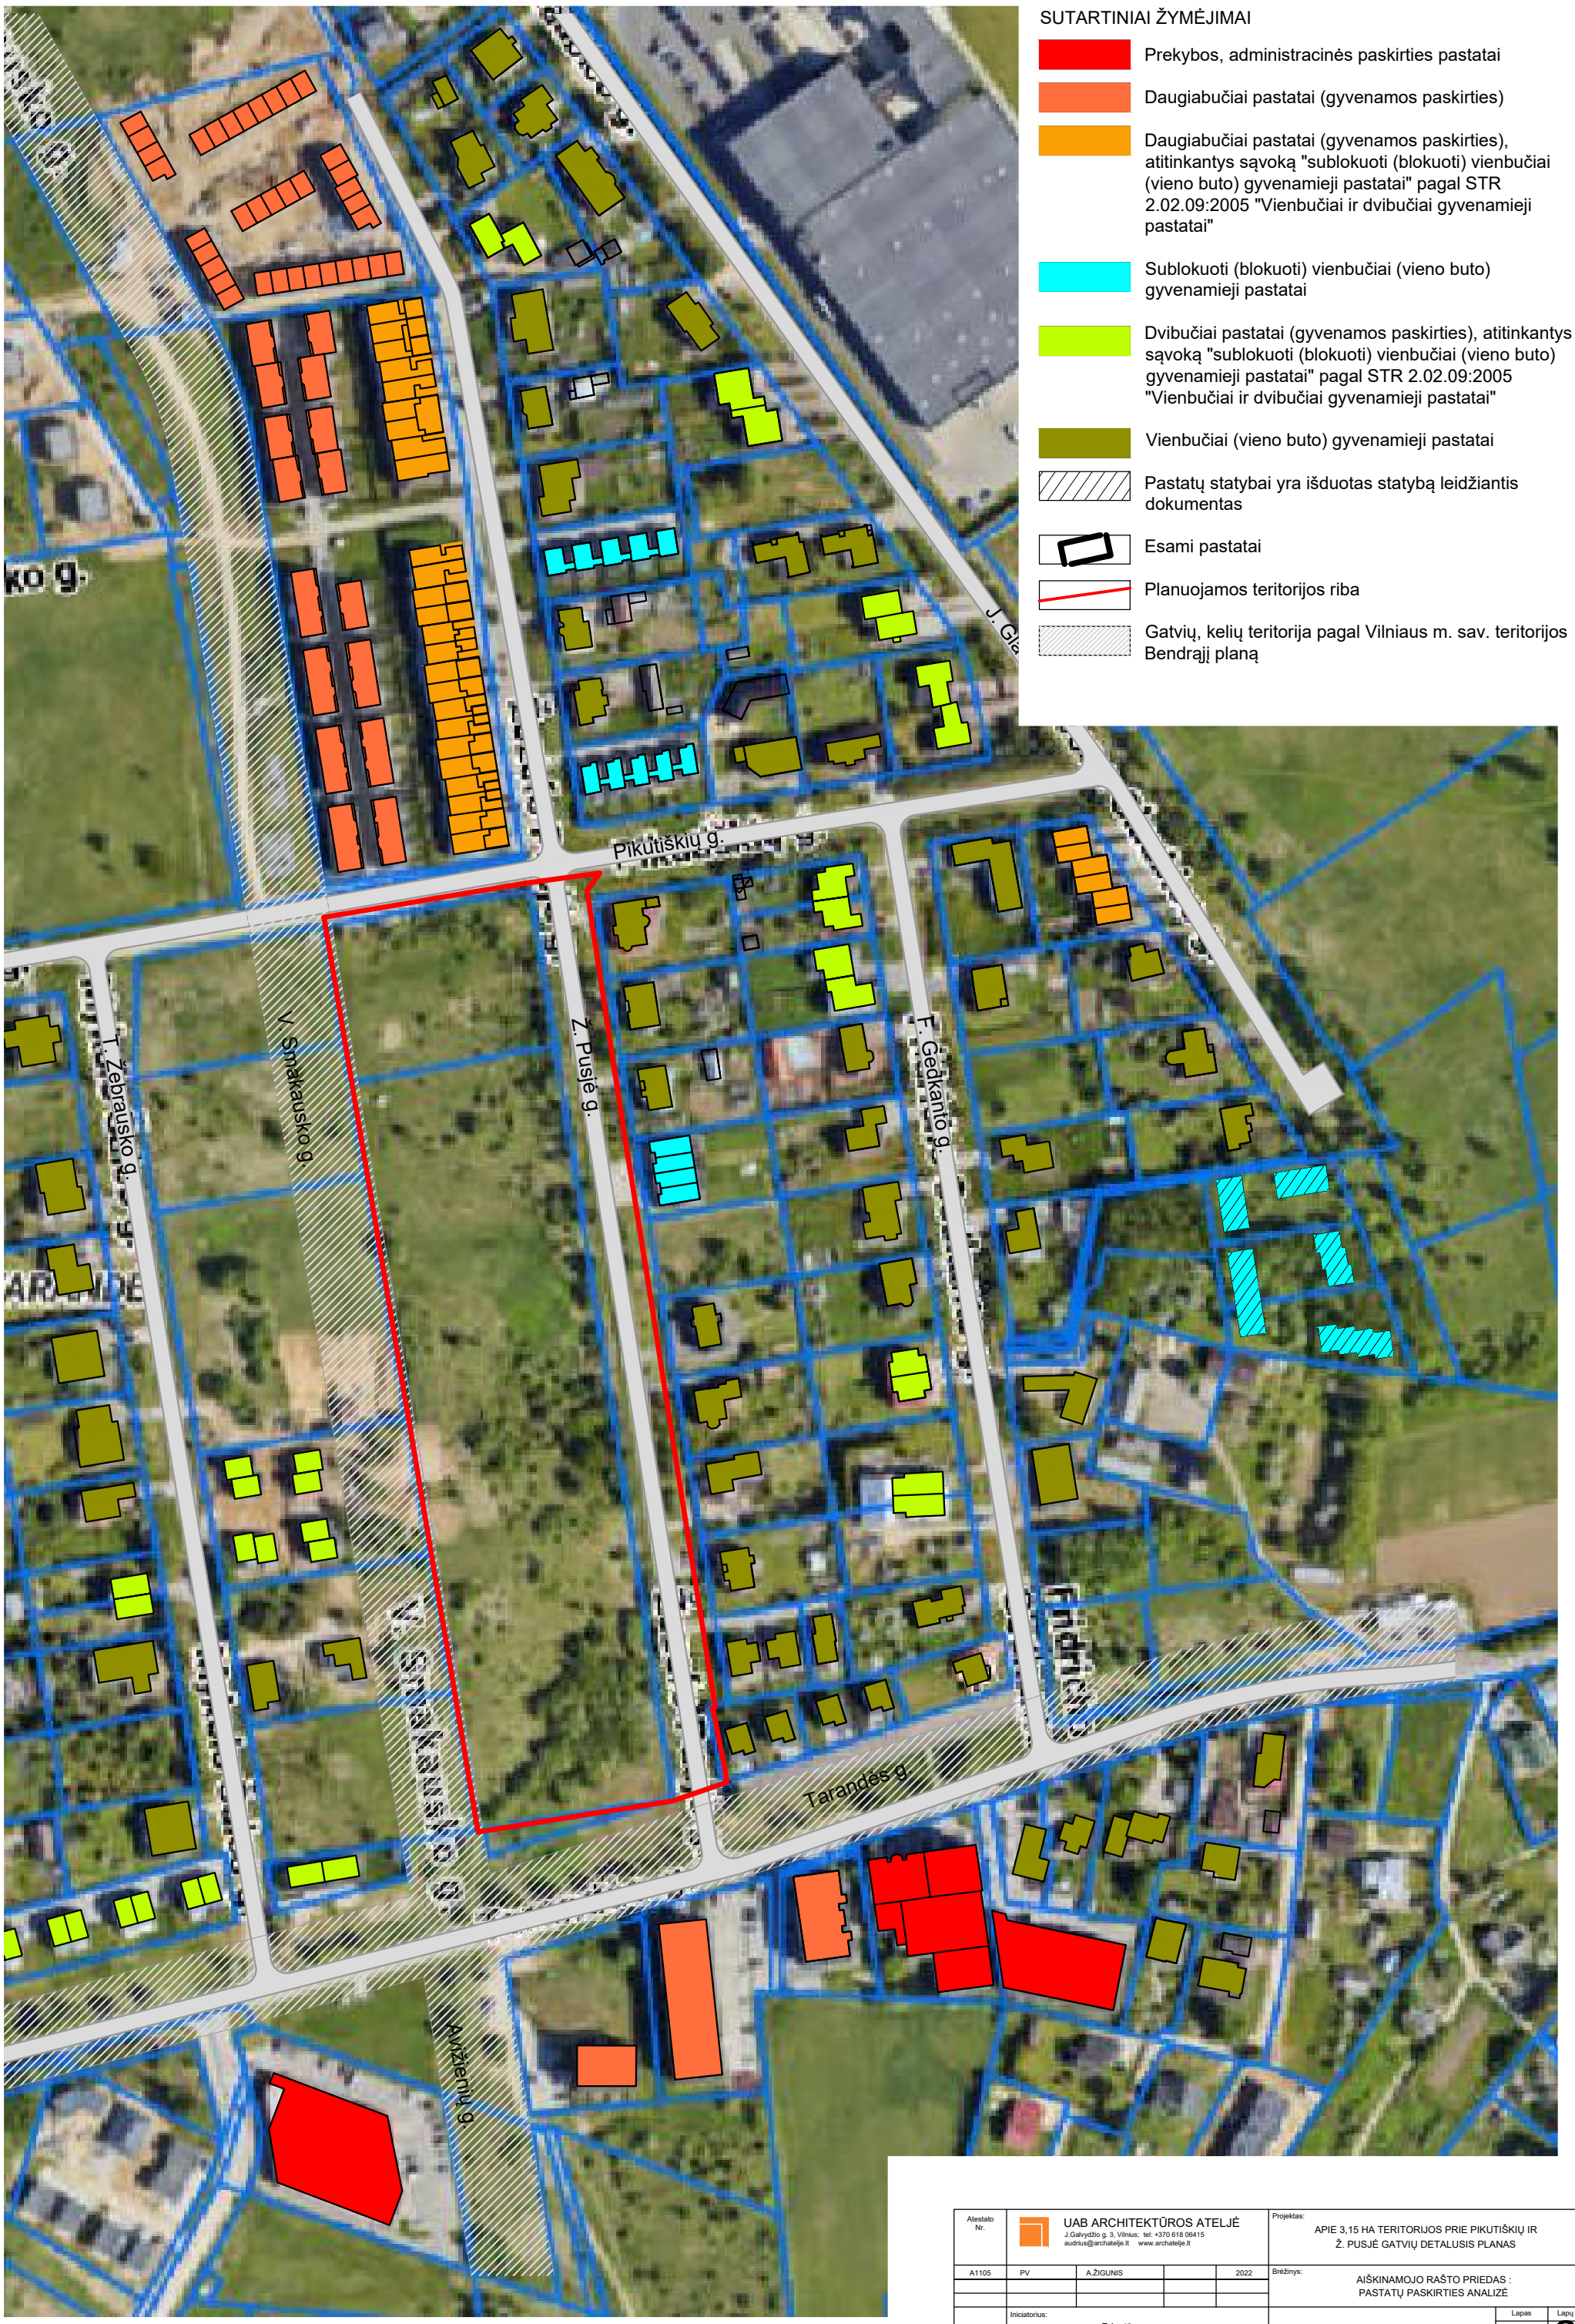 SUTARTINIAI ŽYMĖJIMAI
Prekybos, administracinės paskirties pastatai
Daugiabučiai pastatai (gyvenamos paskirties)
Daugiabučiai pastatai (gyvenamos paskirties),
atitinkantys sąvoką "sublokuoti (blokuoti) vienbučiai
(vieno buto) gyvenamieji pastatai" pagal STR
2.02.09:2005 "Vienbučiai ir dvibučiai gyvenamieji
pastatai"
Sublokuoti (blokuoti) vienbučiai (vieno buto)
gyvenamieji pastatai
Dvibučiai pastatai (gyvenamos paskirties), atitinkantys
sąvoką "sublokuoti (blokuoti) vienbučiai (vieno buto)
gyvenamieji pastatai" pagal STR 2.02.09:2005
"Vienbučiai ir dvibučiai gyvenamieji pastatai"
Vienbučiai (vieno buto) gyvenamieji pastatai
Pastatų statybai yra išduotas statybą leidžiantis
dokumentas
Esami pastatai
Planuojamos teritorijos riba
Gatvių, kelių teritorija pagal Vilniaus m. sav. teritorijos
Bendrąjį planą
ko g.
J. Gla
Pikutiškių g.
T. Žebrausko g.
V. Smakausko g.
Ž. Pusjė g.
F. Gedkanto g.
Tarandės g.
Avižienių g.
Atestato
Nr.
UAB ARCHITEKTŪROS ATELJĖ
J.Galvydžio g. 3, Vilnius; tel: +370 618 06415
audrius@archatelje.lt www.archatelje.lt
Projektas:
APIE 3,15 HA TERITORIJOS PRIE PIKUTIŠKIŲ IR
Ž. PUSJĖ GATVIŲ DETALUSIS PLANAS
A1105 PV A.ŽIGUNIS 2022
Brėžinys:
AIŠKINAMOJO RAŠTO PRIEDAS :
PASTATŲ PASKIRTIES ANALIZĖ
Iniciatorius:
Lapas Lapų